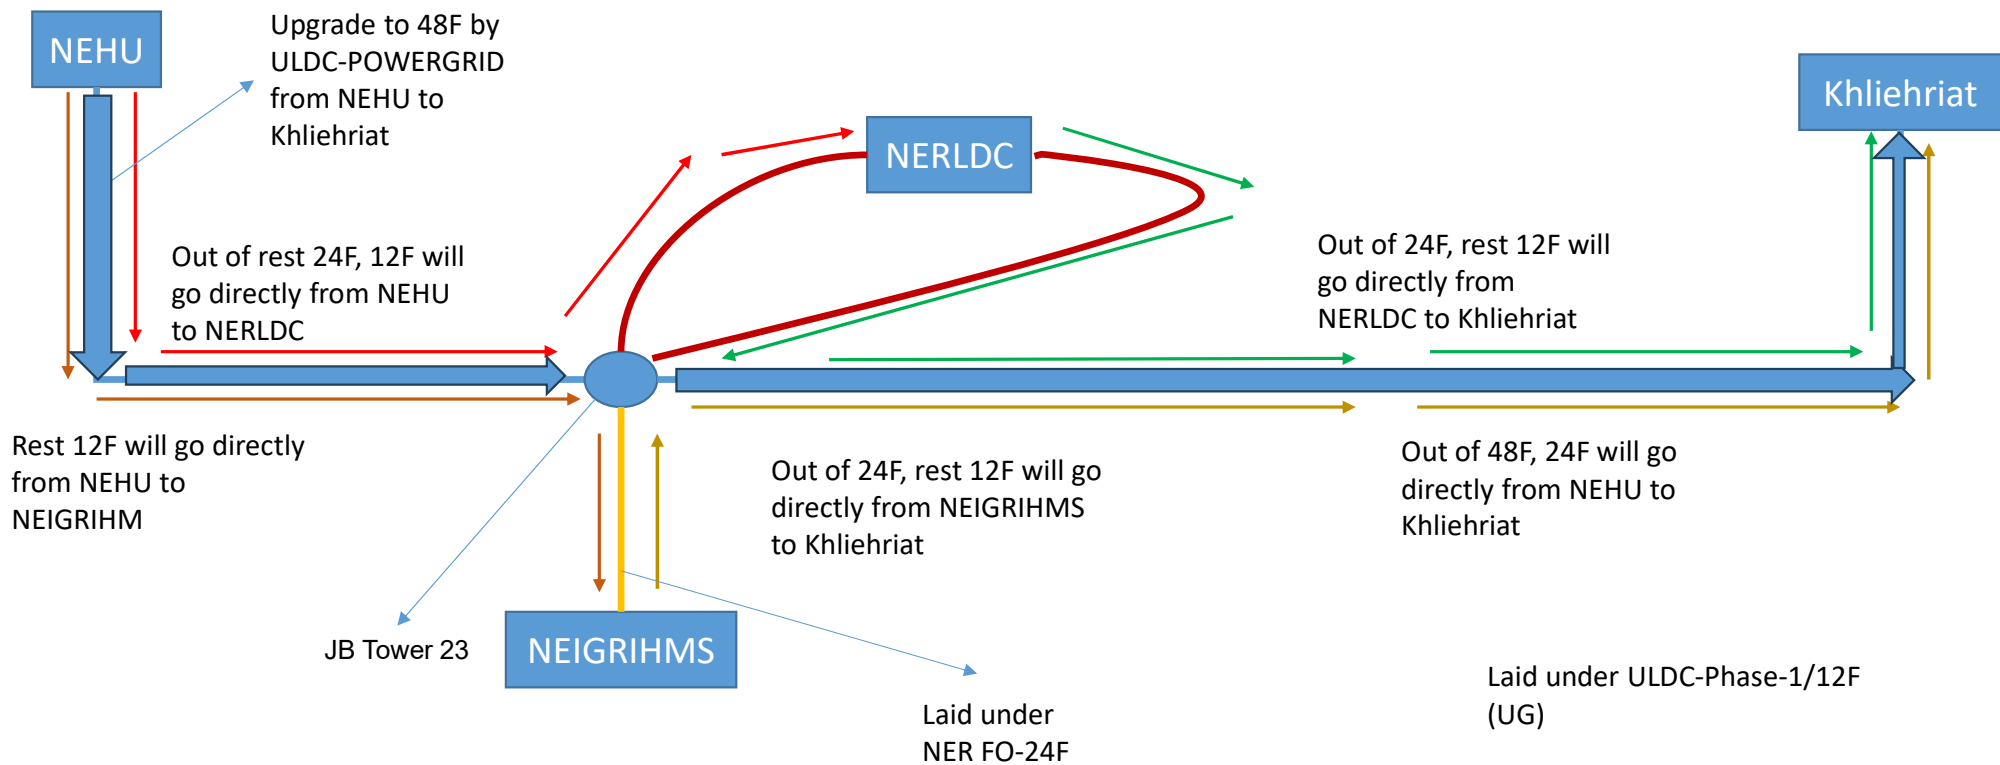 NEHU
Upgrade to 48F by
ULDC-POWERGRID
from NEHU to
Khliehriat
Khliehriat
NERLDC
Out of rest 24F, 12F will
go directly from NEHU
to NERLDC
Out of 24F, rest 12F will
go directly from
NERLDC to Khliehriat
Rest 12F will go directly
from NEHU to
NEIGRIHM
Out of 24F, rest 12F will go
directly from NEIGRIHMS
to Khliehriat
Out of 48F, 24F will go
directly from NEHU to
Khliehriat
JB Tower 23
NEIGRIHMS
Laid under
NER FO-24F
Laid under ULDC-Phase-1/12F
(UG)